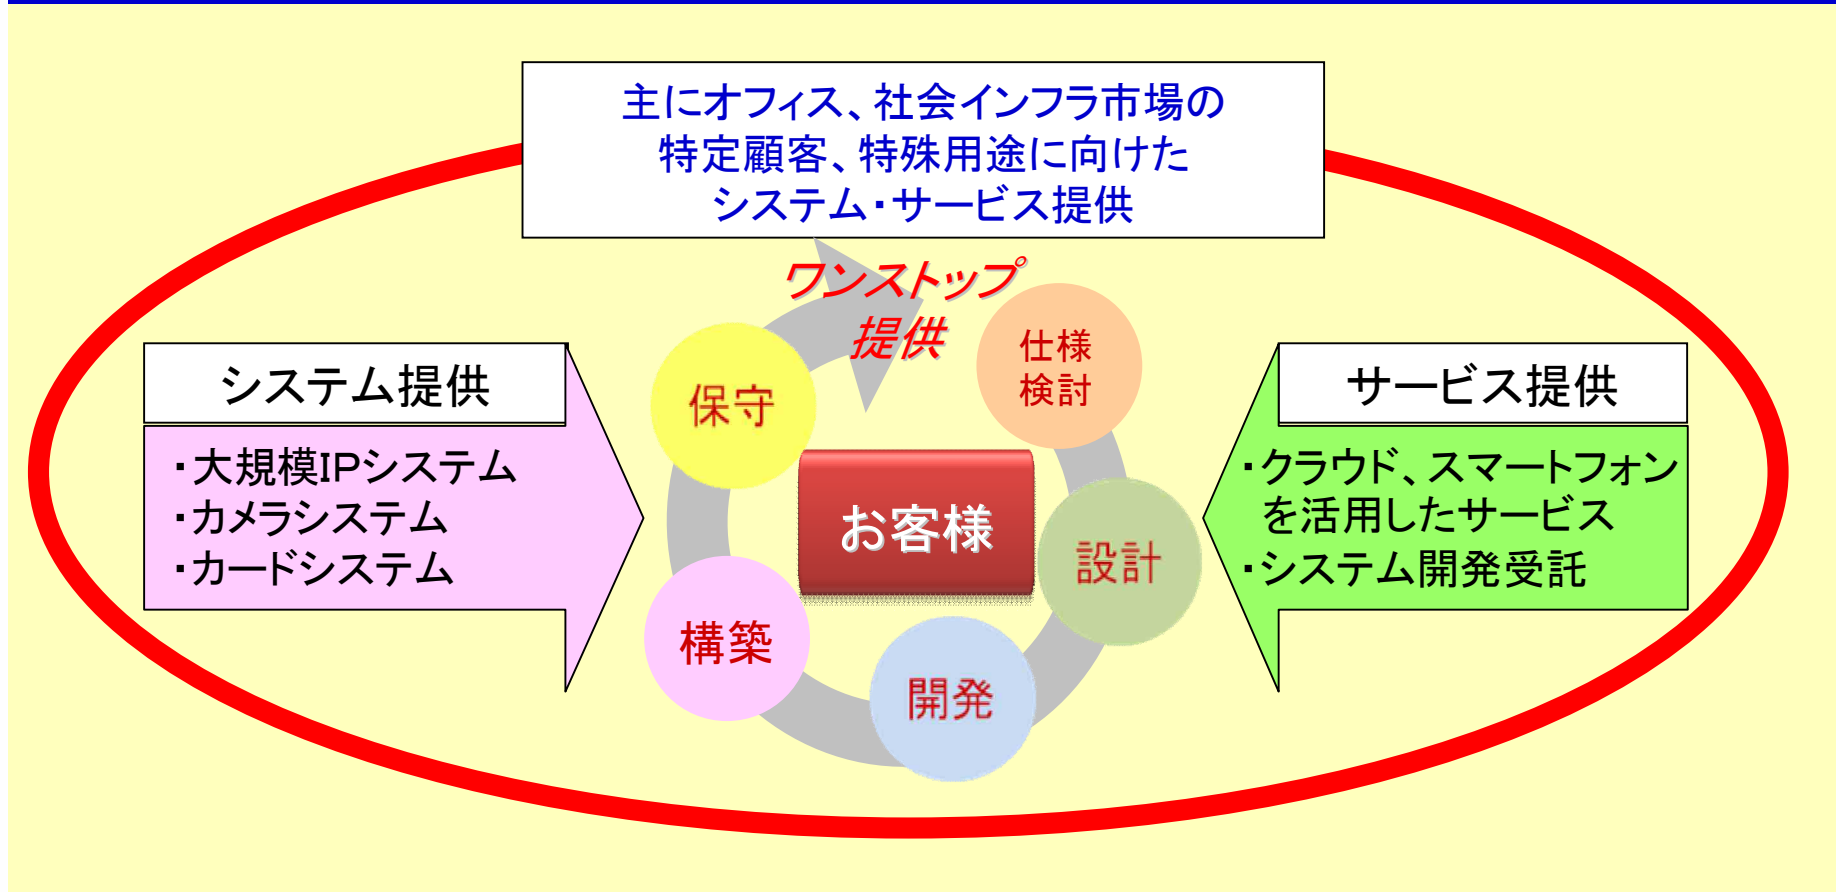 主にオフィス、社会インフラ市場の
特定顧客、特殊用途に向けた
システム・サービス提供
ワンストップ
提供
仕様
検討
保守
システム提供
・大規模IPシステム
・カメラシステム
・カードシステム
お客様
設計
開発
構築
サービス提供
・クラウド、スマートフォン
を活用したサービス
・システム開発受託